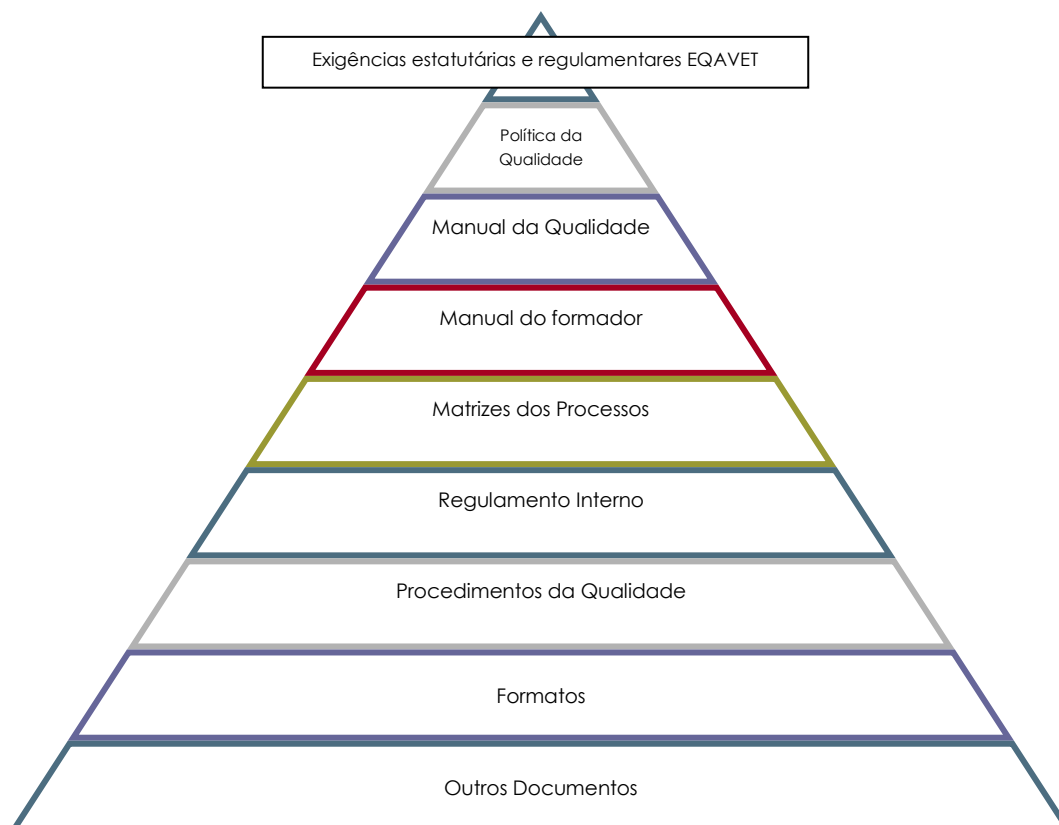 Exigências estatutárias e regulamentares EQAVET
Política da
Qualidade
Manual da Qualidade
Manual do formador
Matrizes dos Processos
Regulamento Interno
Procedimentos da Qualidade
Formatos
Outros Documentos